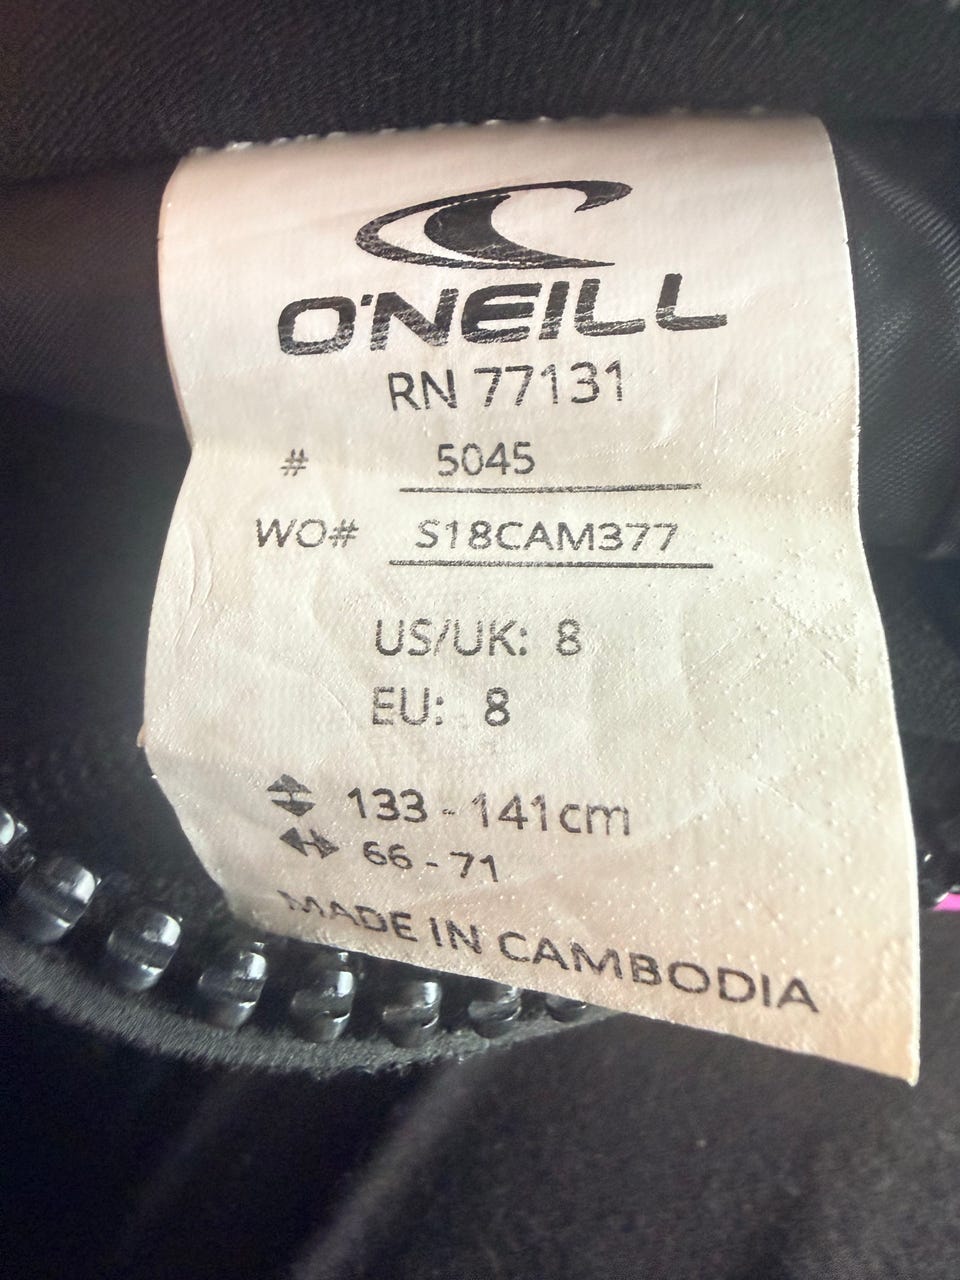 O'NEILL
RN 77131
# 5045
WO# S18CAM377
US/UK: 8
EU: 8
133 - 141cm
66 - 71
MADE IN CAMBODIA